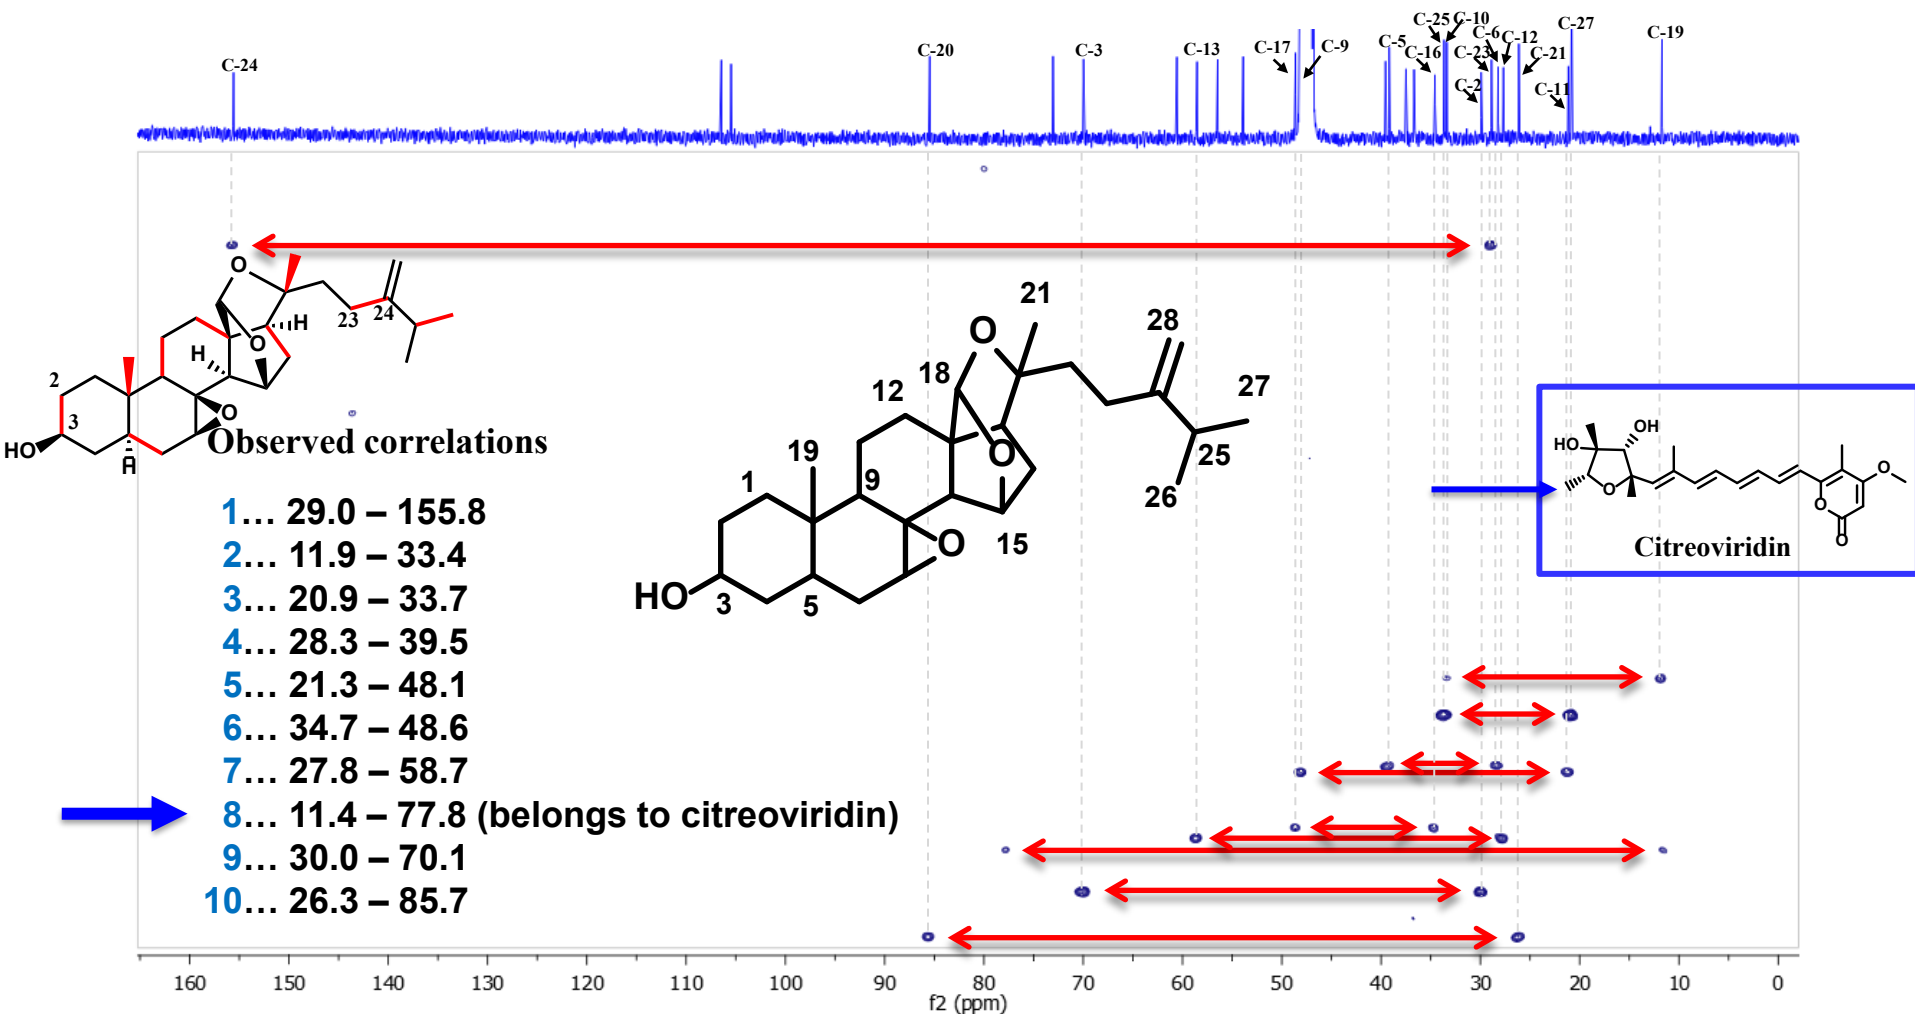 C-24
C-20
C-3
C-13
C-17
C-9
C-5
C-16
C-25
C-10
C-6
C-12
C-23
C-2
C-21
C-27
C-11
C-19
O
O
H
H
O
H
HO
2
3
23
24
Observed correlations
1... 29.0 – 155.8
2... 11.9 – 33.4
3... 20.9 – 33.7
4... 28.3 – 39.5
5... 21.3 – 48.1
6... 34.7 – 48.6
7... 27.8 – 58.7
8... 11.4 – 77.8 (belongs to citreoviridin)
9... 30.0 – 70.1
10... 26.3 – 85.7
21
28
O
18
27
12
19
O
25
1
9
26
O
15
HO
3
5
OH
HO
O
O
O
O
Citreoviridin
160 150 140 130 120 110 100 90 80 70 60 50 40 30 20 10 0
f2 (ppm)